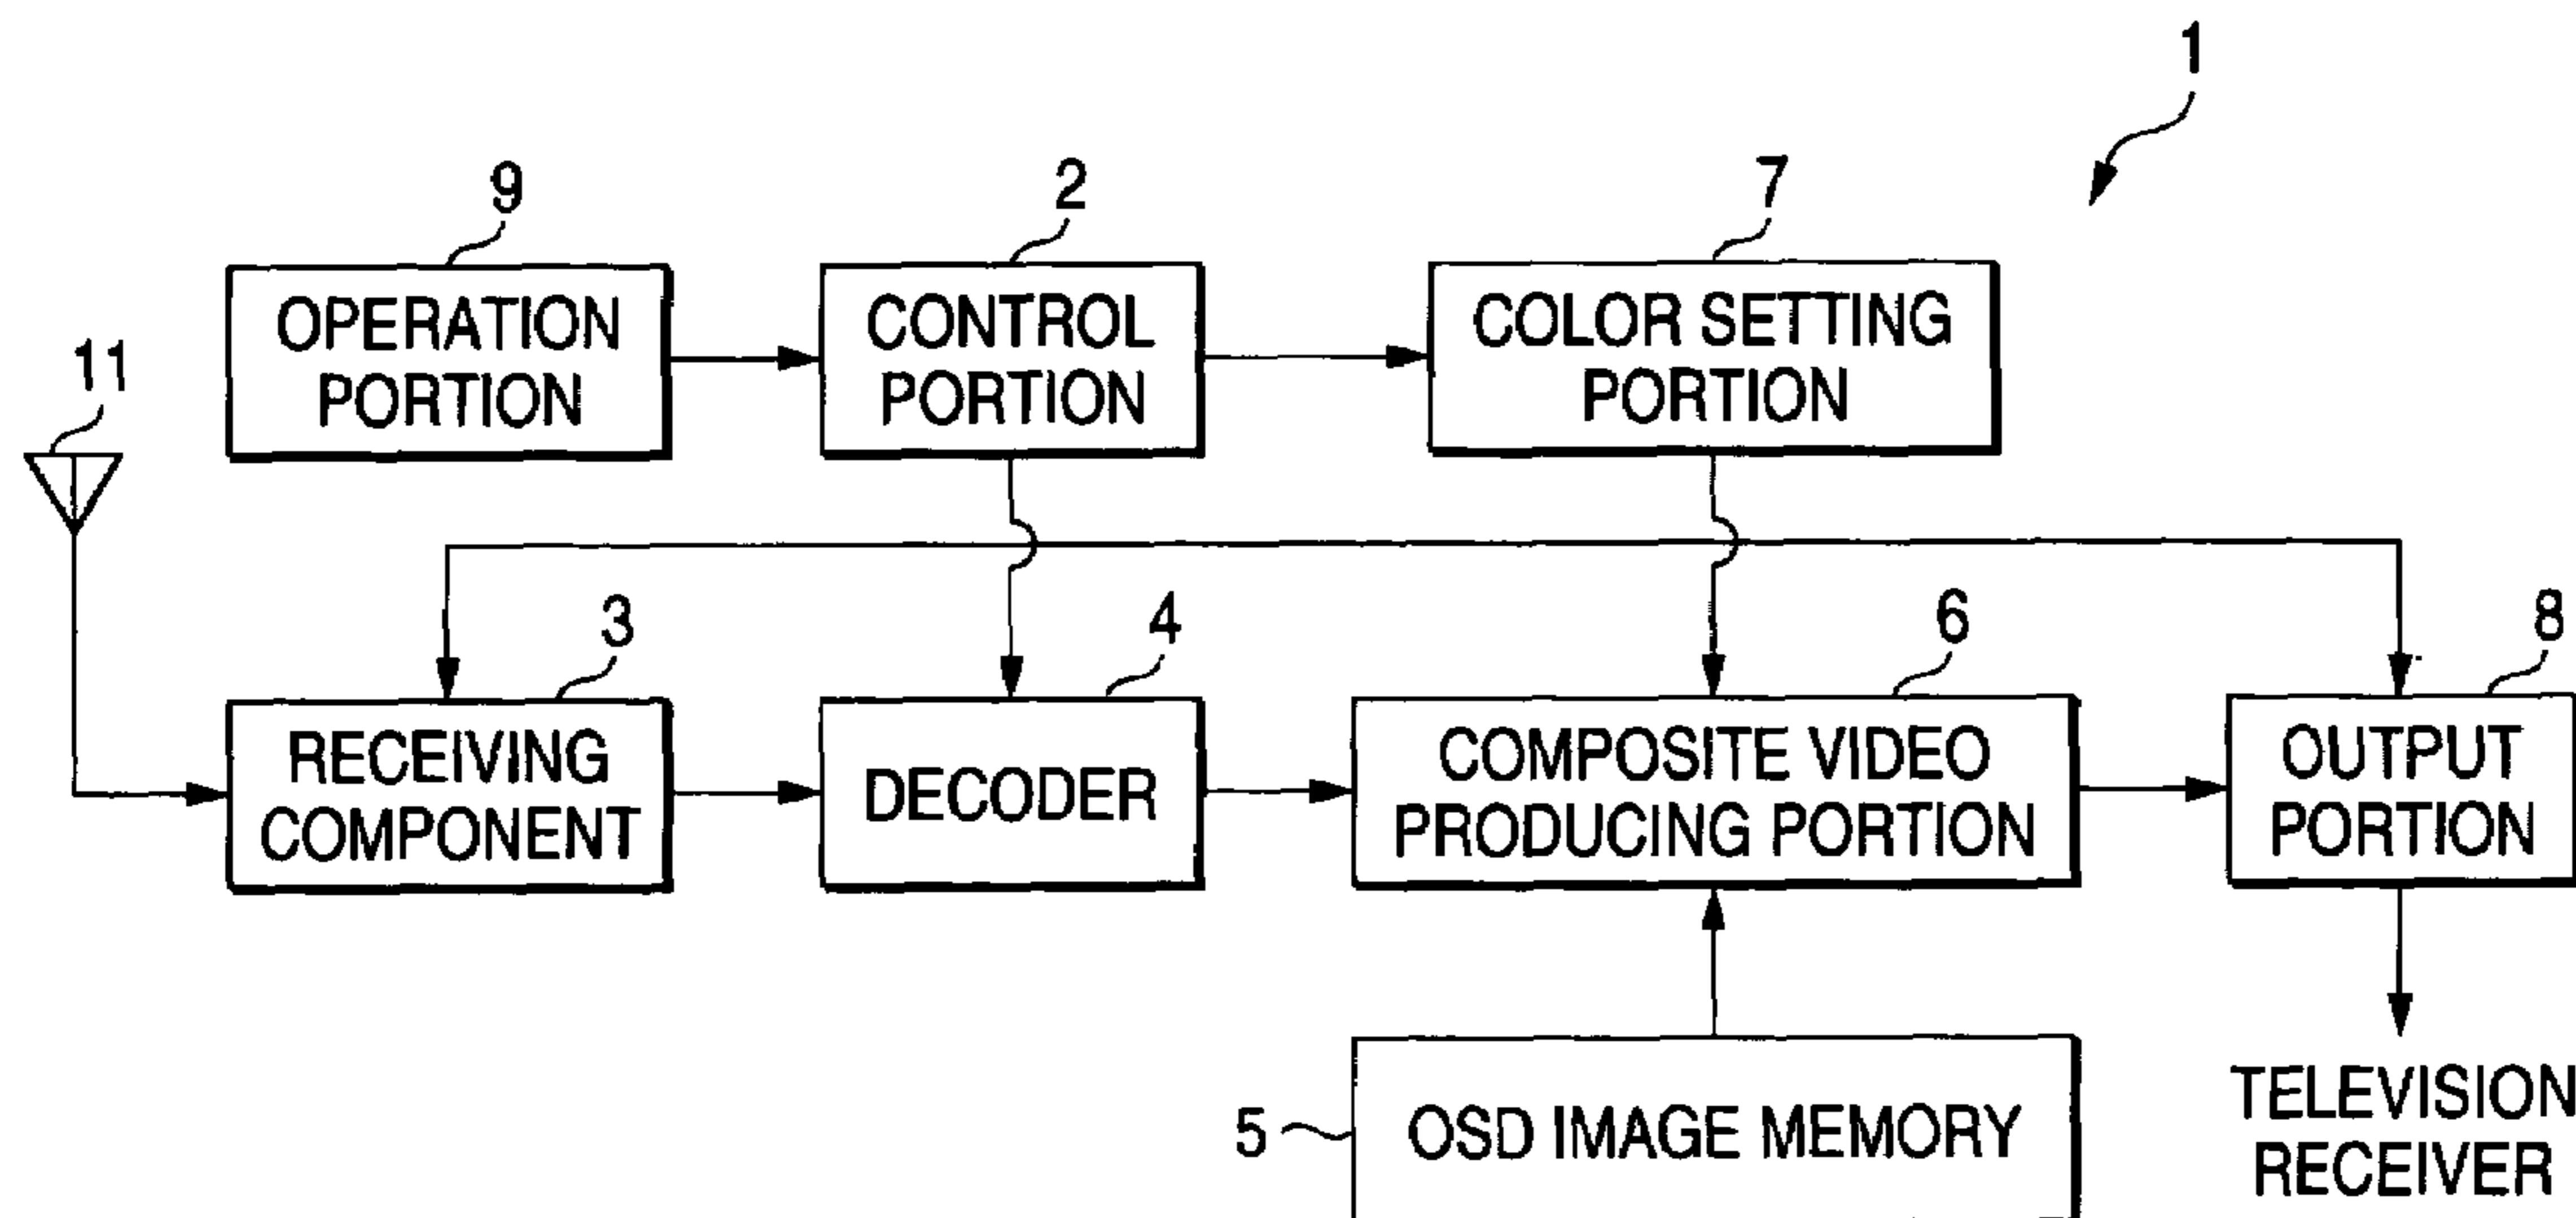 1
9
2
7
OPERATION
PORTION
CONTROL
PORTION
COLOR SETTING
PORTION
11
3
4
6
8
RECEIVING
COMPONENT
DECODER
COMPOSITE VIDEO
PRODUCING PORTION
OUTPUT
PORTION
5
OSD IMAGE MEMORY
TELEVISION
RECEIVER